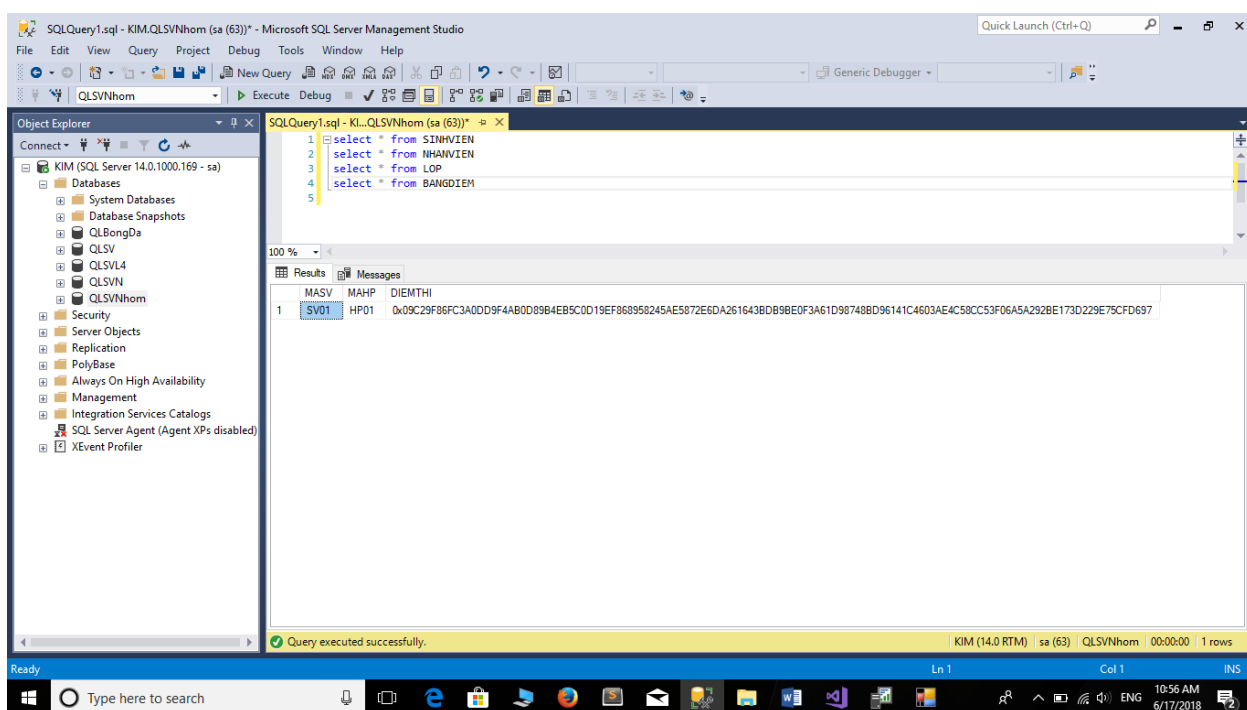 SQLQuery1.sql - KIM.QLSVNhom (sa (63))* - Microsoft SQL Server Management Studio
Quick Launch (Ctrl+Q)
File Edit View Query Project Debug Tools Window Help
New Query Generic Debugger
QLSVNhom Execute Debug
Object Explorer
SQLQuery1.sql - KI...QLSVNhom (sa (63))*
Connect
KIM (SQL Server 14.0.1000.169 - sa)
Databases
System Databases
Database Snapshots
QLBongDa
QLSV
QLSVL4
QLSVN
QLSVNhom
Security
Server Objects
Replication
PolyBase
Always On High Availability
Management
Integration Services Catalogs
SQL Server Agent (Agent XPs disabled)
XEvent Profiler
1 select * from SINHVIEN
2 select * from NHANVIEN
3 select * from LOP
4 select * from BANGDIEM
5
100 %
Results Messages
MASV MAHP DIEMTHI
1 SV01 HP01 0x09C29F86FC3A0DD9F4AB0D89B4EB5C0D19EF868958245AE5872E6DA261643BDB9BE0F3A61D98748BD96141C4603AE4C58CC53F06A5A292BE173D229E75CFD697
Query executed successfully.
KIM (14.0 RTM) sa (63) QLSVNhom 00:00:00 1 rows
Ready Ln 1 Col 1 INS
Type here to search
ENG
10:56 AM
6/17/2018